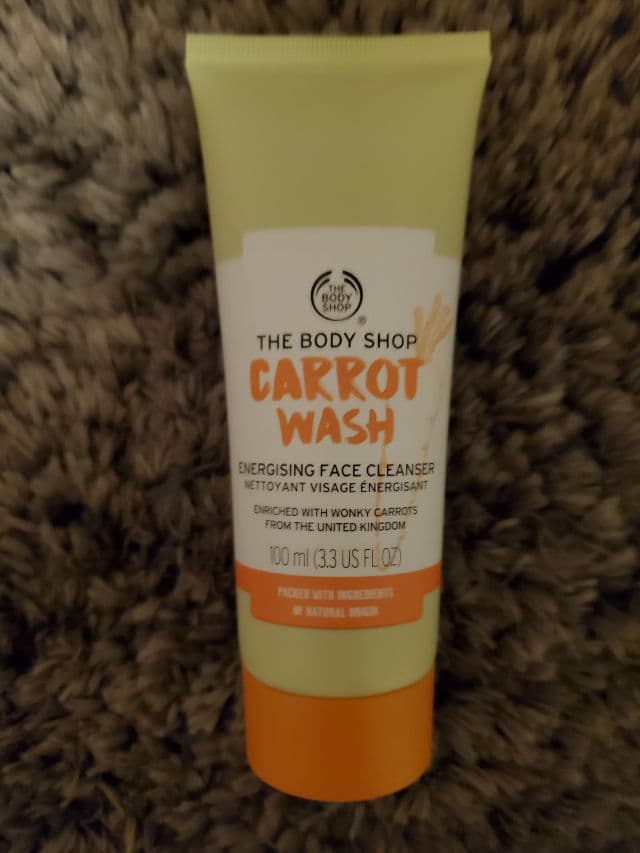 THE
BODY
SHOP
®
THE BODY SHOP
CARROT
WASH
ENERGISING FACE CLEANSER
NETTOYANT VISAGE ÉNERGISANT
ENRICHED WITH WONKY CARROTS
FROM THE UNITED KINGDOM
100 ml (3.3 US FL OZ)
PACKED WITH INGREDIENTS
OF NATURAL ORIGIN